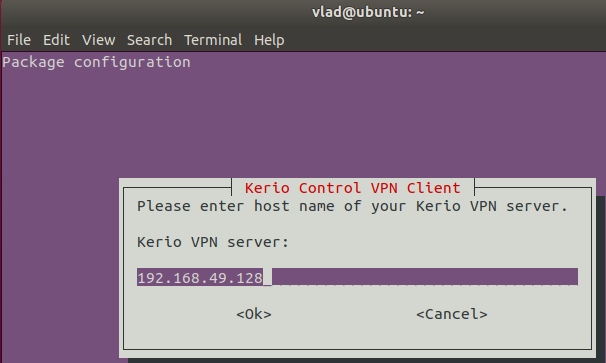 vlad@ubuntu: ~
File Edit View Search Terminal Help
Package configuration
Kerio Control VPN Client
Please enter host name of your Kerio VPN server.
Kerio VPN server:
192.168.49.128
<Ok> <Cancel>